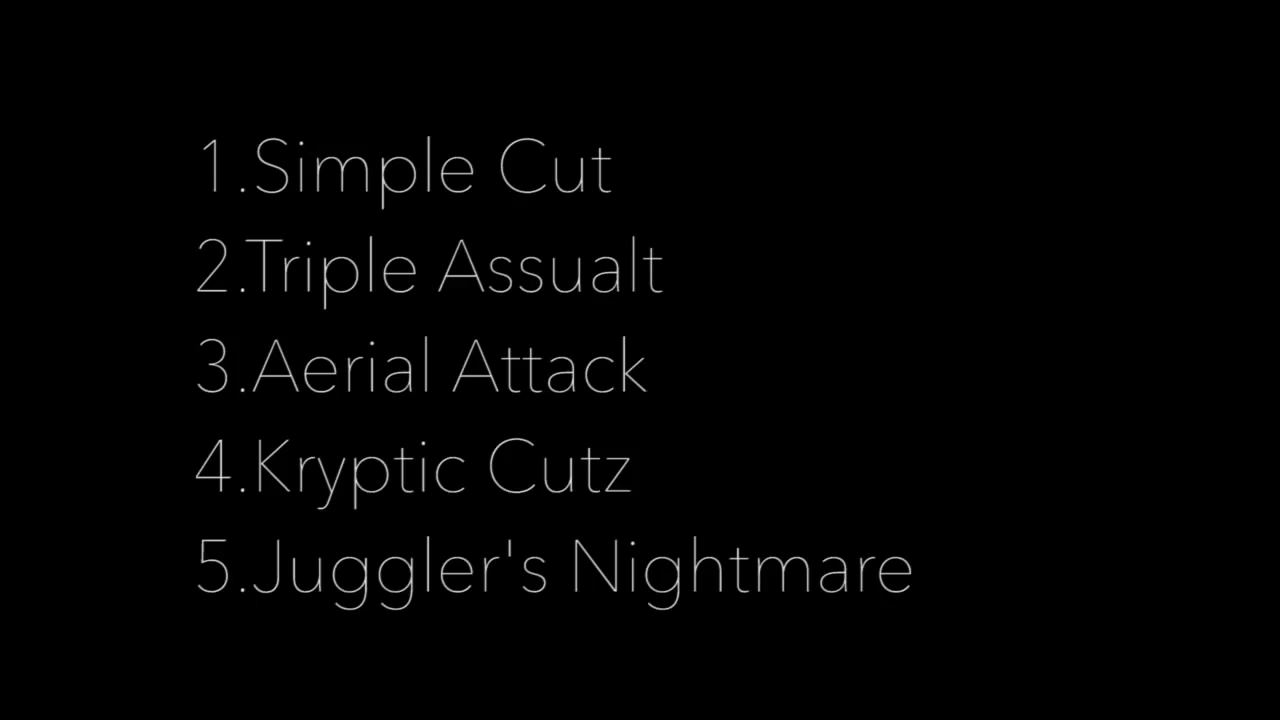 1.Simple Cut
2.Triple Assualt
3.Aerial Attack
4.Kryptic Cutz
5.Juggler's Nightmare